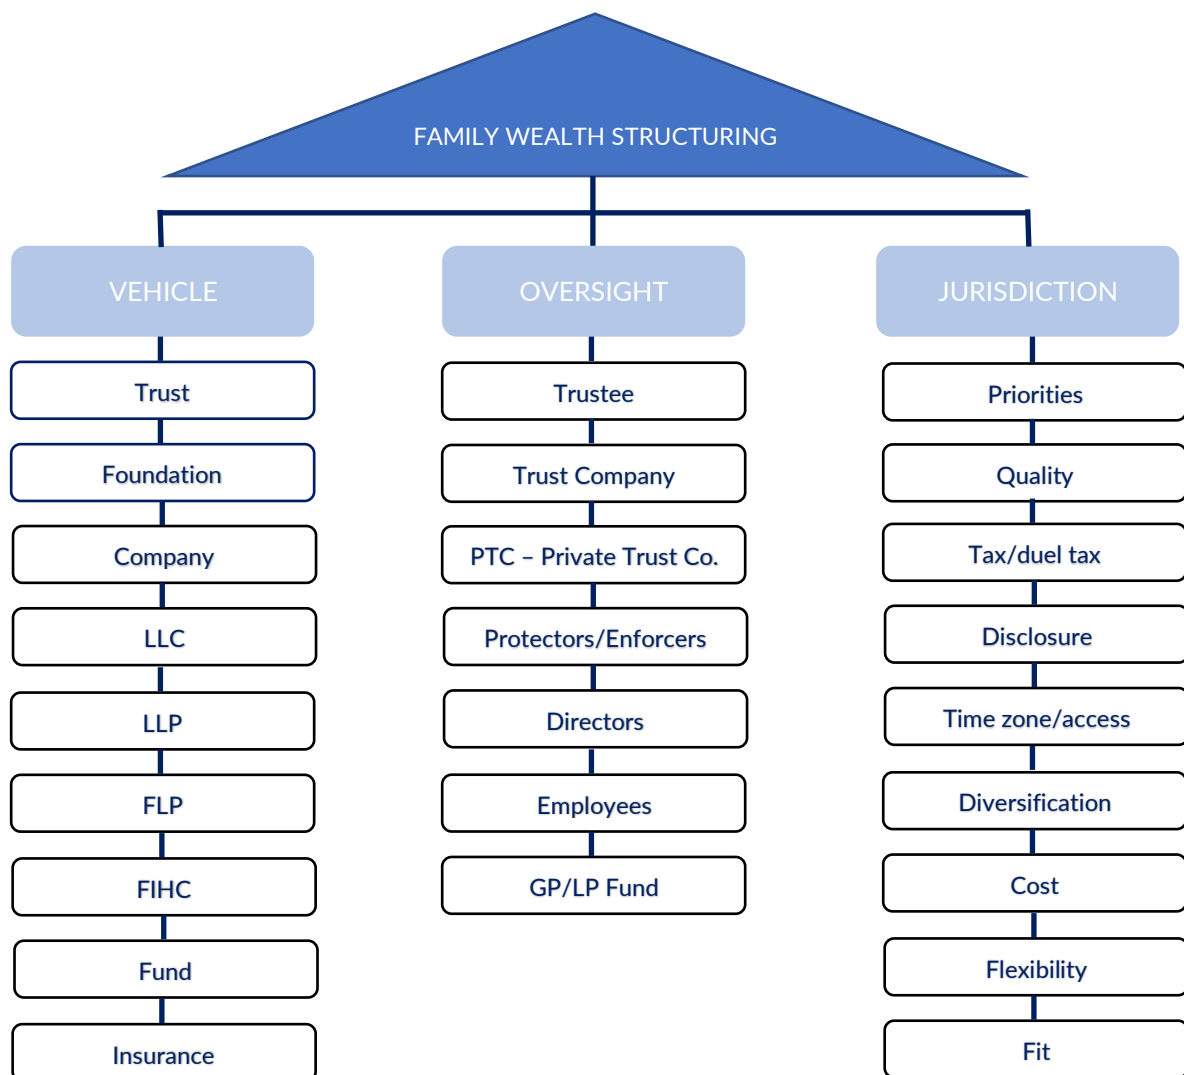 FAMILY WEALTH STRUCTURING
VEHICLE
Trust
Foundation
Company
LLC
LLP
FLP
FIHC
Fund
Insurance
OVERSIGHT
Trustee
Trust Company
PTC – Private Trust Co.
Protectors/Enforcers
Directors
Employees
GP/LP Fund
JURISDICTION
Priorities
Quality
Tax/duel tax
Disclosure
Time zone/access
Diversification
Cost
Flexibility
Fit